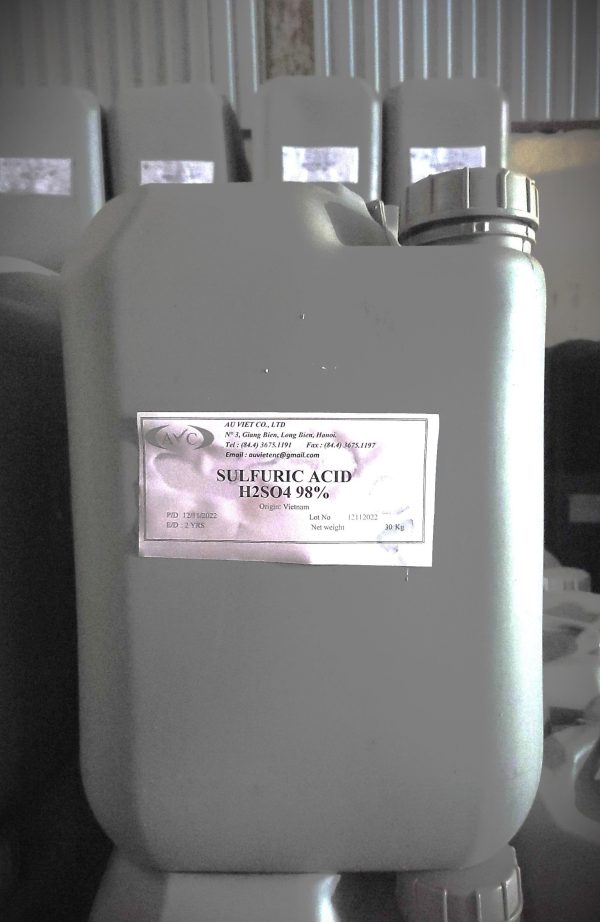 AVC
AU VIET CO., LTD
Nº 3, Giang Bien, Long Bien, Hanoi.
Tel : (84.4) 3675.1191 Fax : (84.4) 3675.1197
Email : auvietenc@gmail.com
SULFURIC ACID
H2SO4 98%
Origin: Vietnam
P/D 12/11/2022 Lot No 12112022
E/D : 2 YRS Net weight 30 Kg